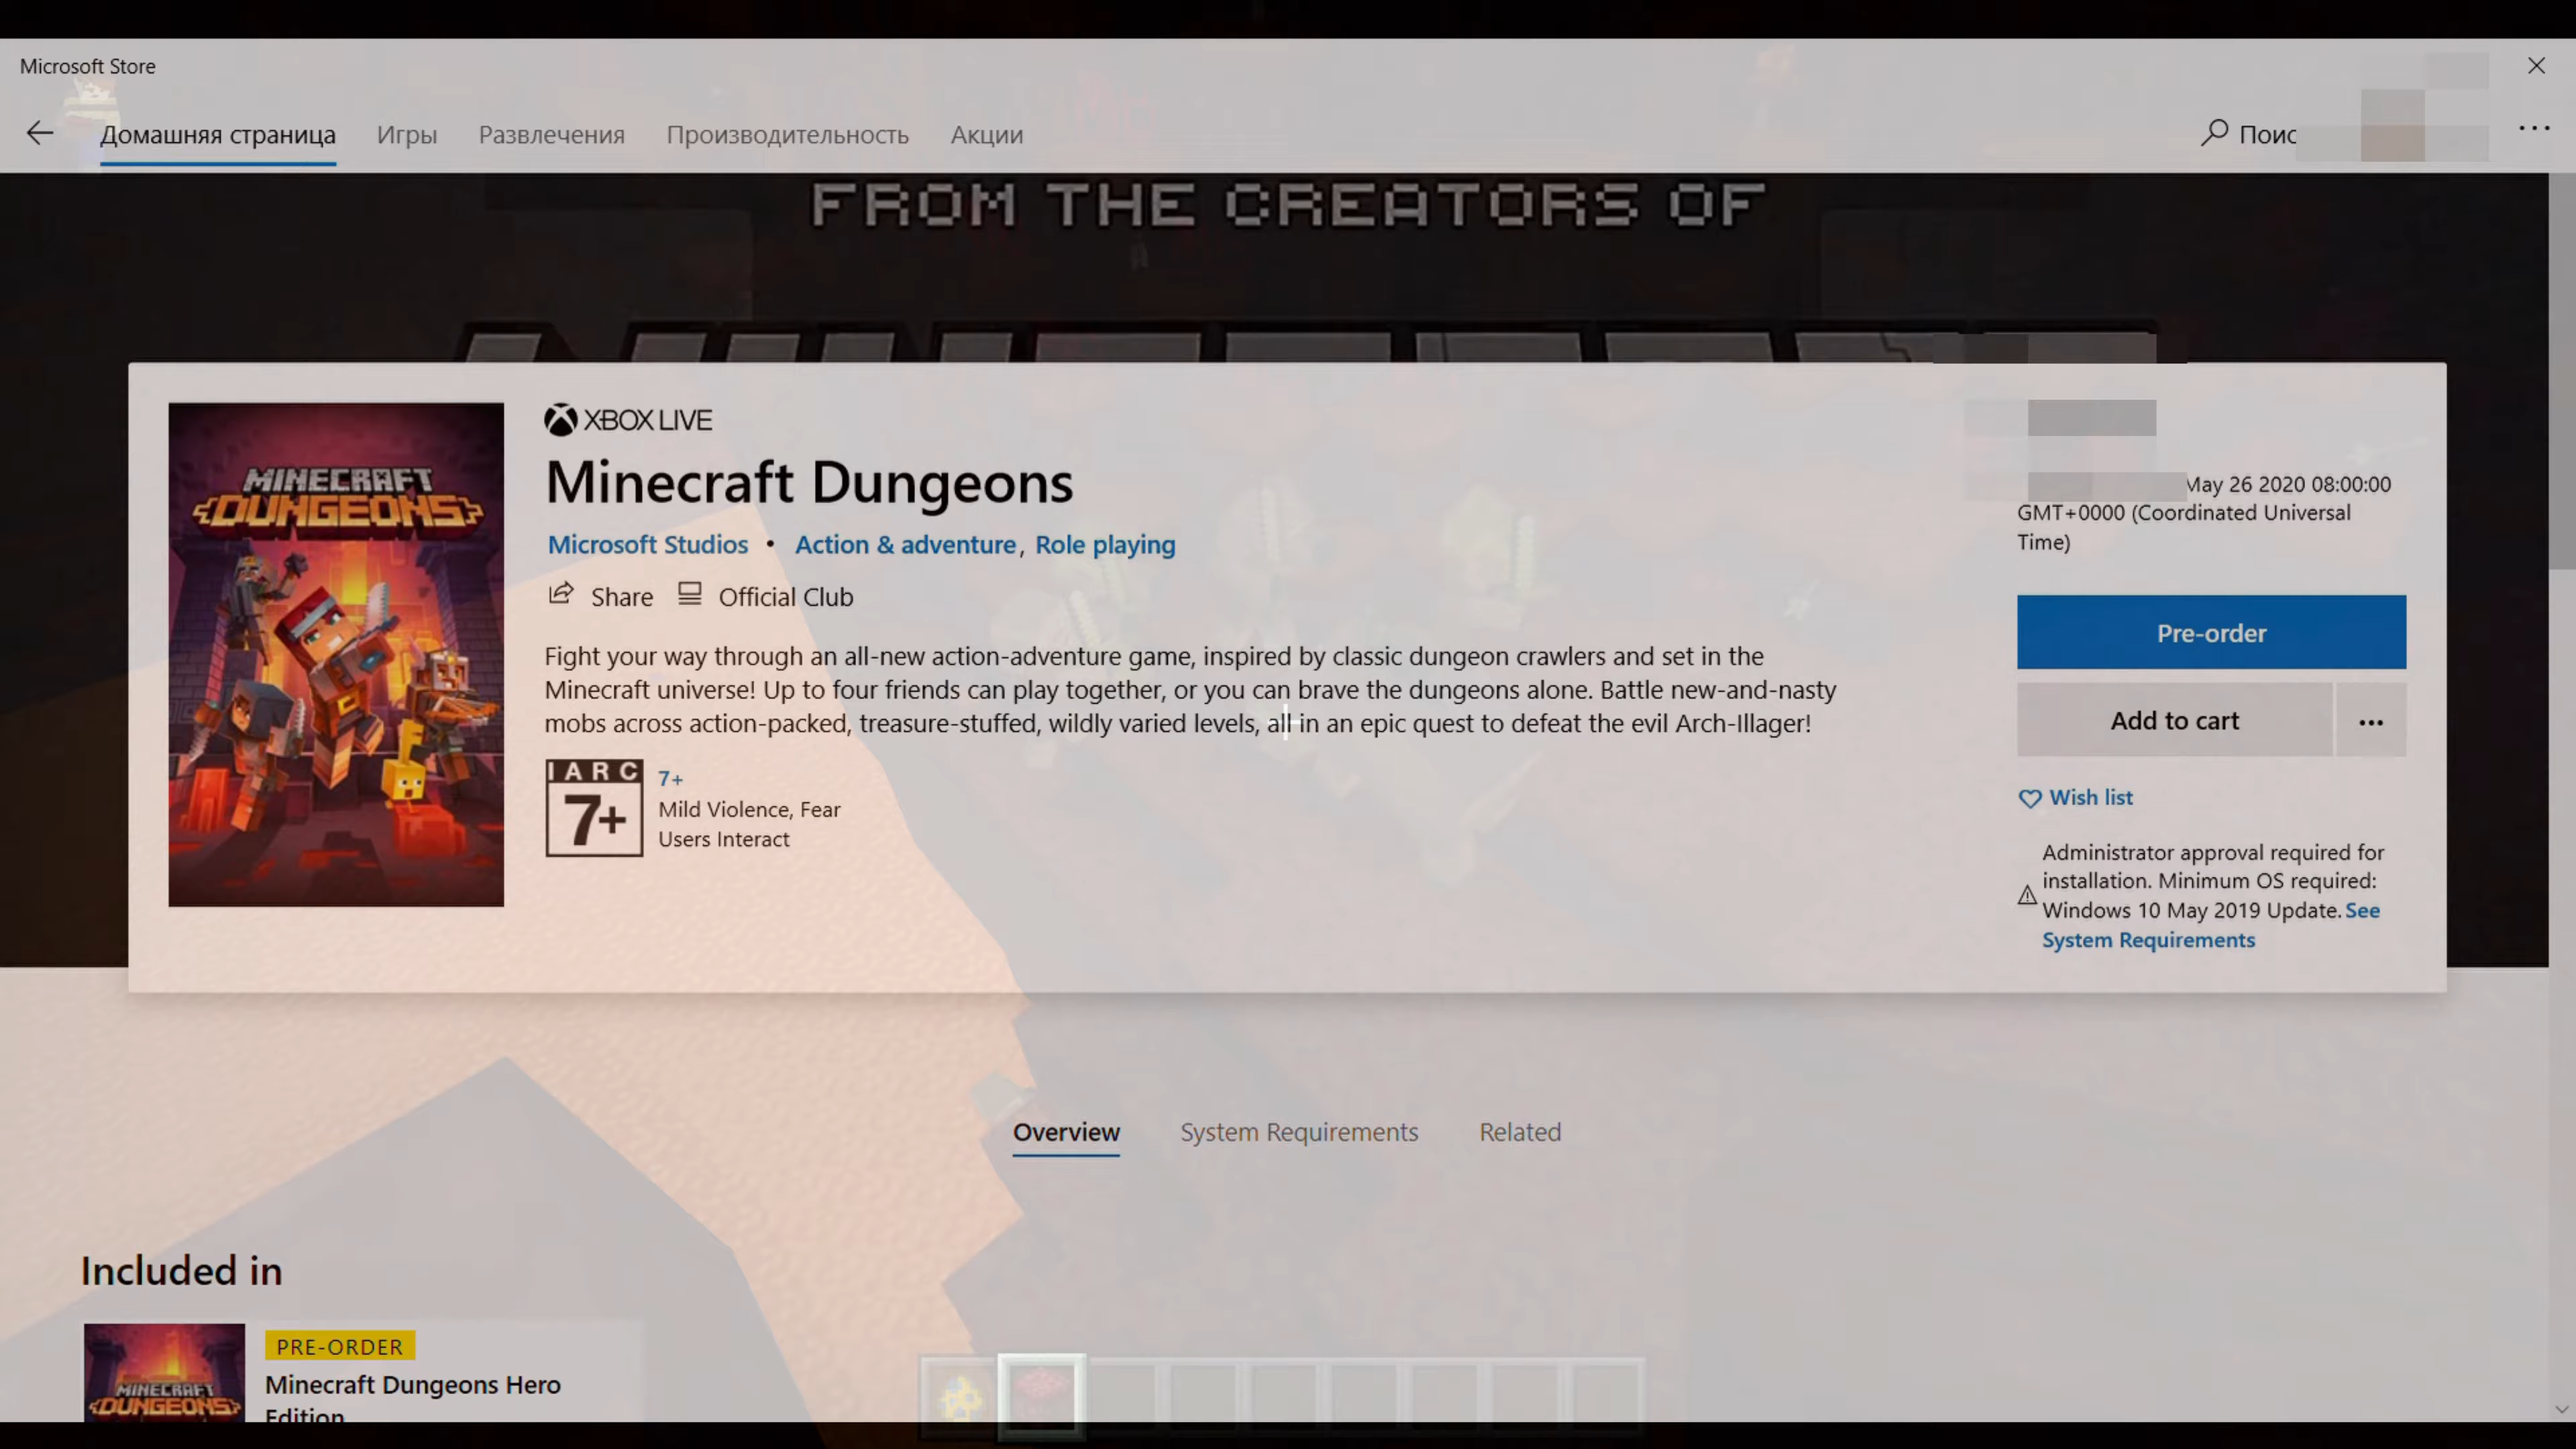 Microsoft Store
Домашняя страница
Игры
Развлечения
Производительность
Акции
Поис
FROM THE CREATORS OF
MINECRAFT
DUNGEONS
XBOX LIVE
Minecraft Dungeons
Microsoft Studios • Action & adventure, Role playing
Share
Official Club
Fight your way through an all-new action-adventure game, inspired by classic dungeon crawlers and set in the
Minecraft universe! Up to four friends can play together, or you can brave the dungeons alone. Battle new-and-nasty
mobs across action-packed, treasure-stuffed, wildly varied levels, all in an epic quest to defeat the evil Arch-Illager!
IARC
7+
7+
Mild Violence, Fear
Users Interact
May 26 2020 08:00:00
GMT+0000 (Coordinated Universal
Time)
Pre-order
Add to cart
Wish list
Administrator approval required for
installation. Minimum OS required:
Windows 10 May 2019 Update. See
System Requirements
Overview
System Requirements
Related
Included in
MINECRAFT
DUNGEONS
PRE-ORDER
Minecraft Dungeons Hero
Edition